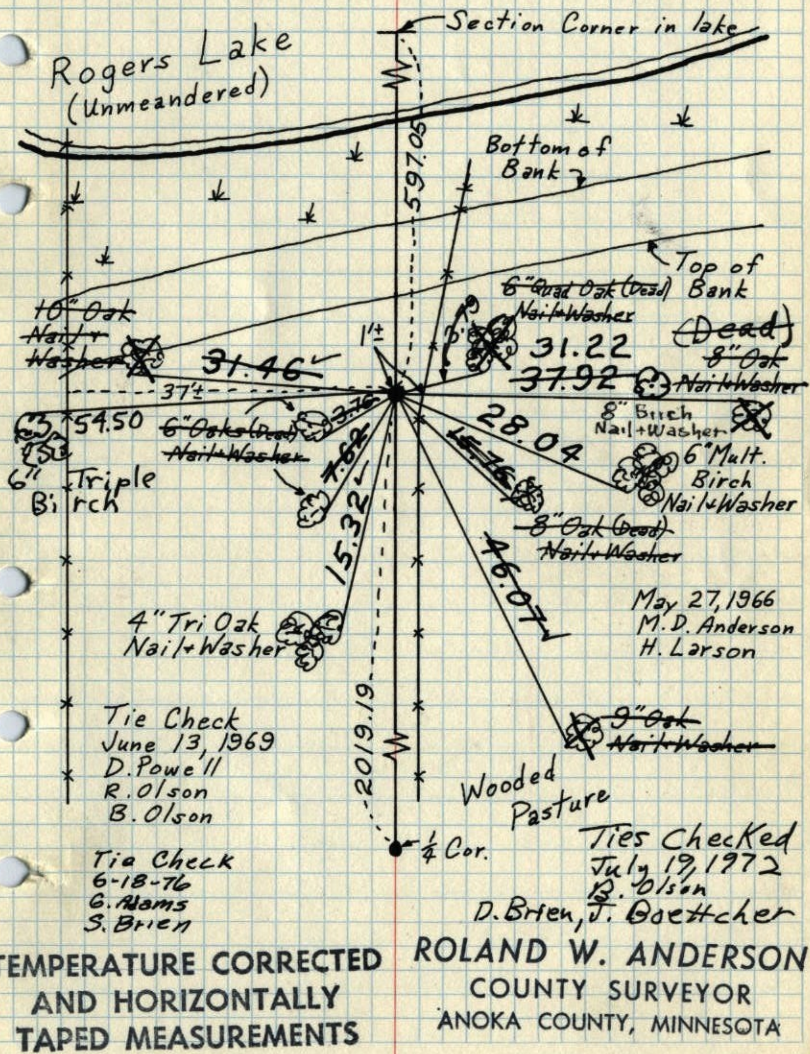 Section Corner in lake
Rogers Lake
(Unmeandered)
597.05
Bottom of
Bank
Top of
Bank
10" Oak
Nail +
Washer
31.46
1'±
37'±
6" Quad Oak (Dead)
Nail+Washer
3'±
31.22
37.92
(Dead)
8" Oak
Nail+Washer
8" Birch
Nail+Washer
54.50
6" Triple
Birch
3.76
6" Oaks (Dead)
Nail+Washer
7.62
15.32
28.04
6" Mult.
Birch
Nail+Washer
15.76
8" Oak (Dead)
Nail+Washer
46.07
May 27, 1966
M.D. Anderson
H. Larson
4" Tri Oak
Nail+Washer
2019.19
9" Oak
Nail+Washer
Tie Check
June 13, 1969
D. Powell
R. Olson
B. Olson
Wooded
Pasture
1/4 Cor.
Tie Check
6-18-76
G. Adams
S. Brien
Ties Checked
July 19, 1972
B. Olson
D. Brien, J. Boettcher
TEMPERATURE CORRECTED
AND HORIZONTALLY
TAPED MEASUREMENTS
ROLAND W. ANDERSON
COUNTY SURVEYOR
ANOKA COUNTY, MINNESOTA